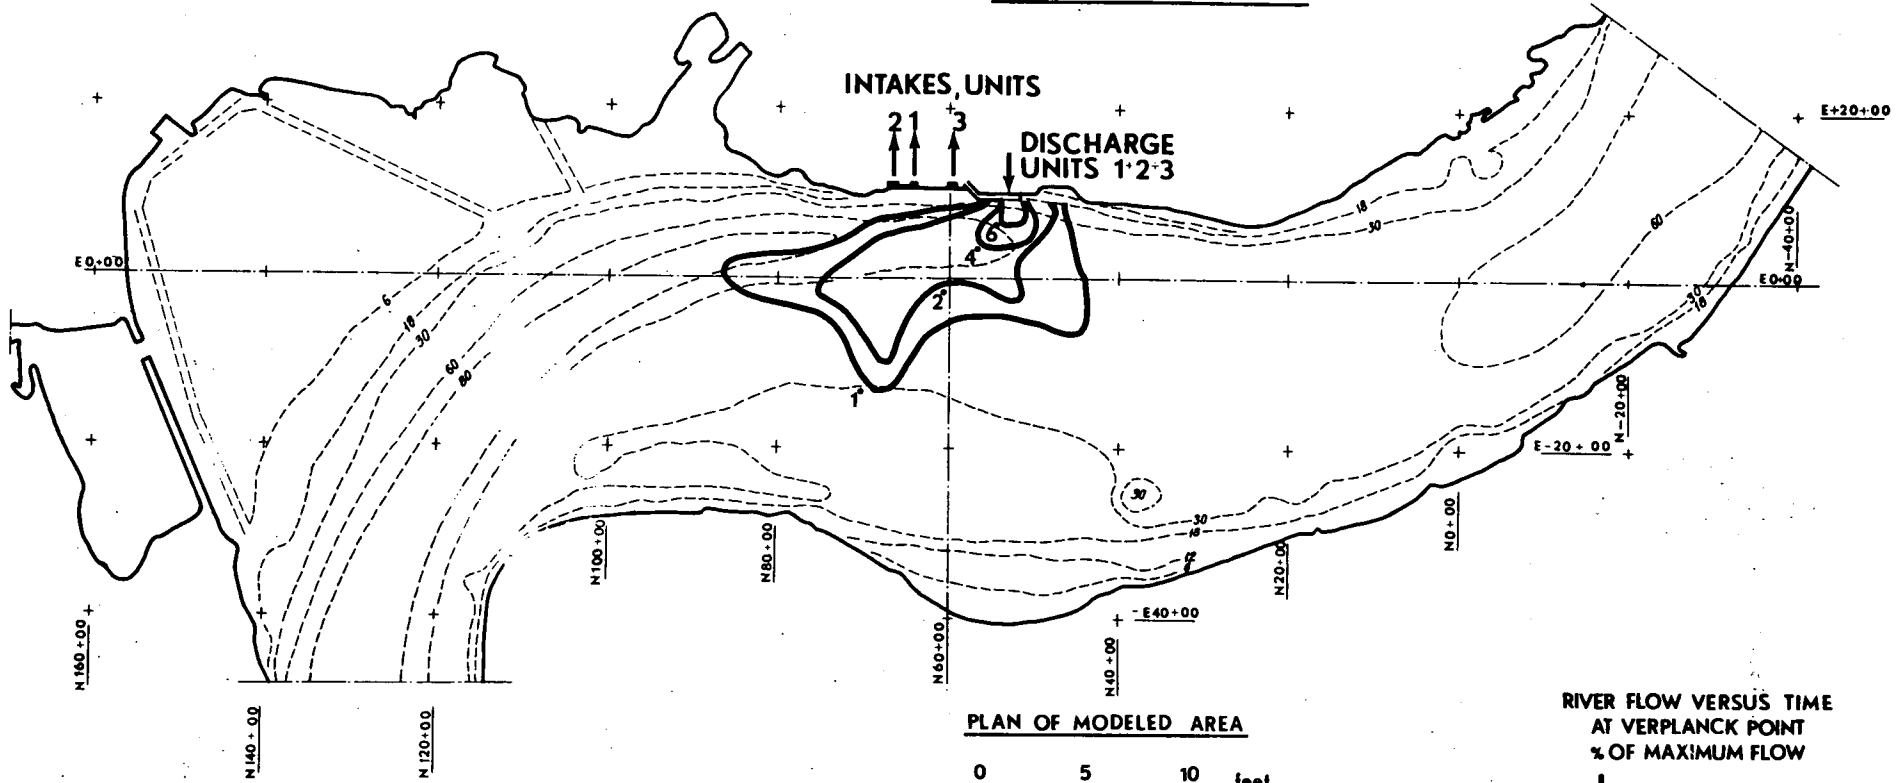 INTAKES, UNITS
2 1 3
DISCHARGE
UNITS 1+2+3
E+20+00
18
30
60
N-40+00
E0+00
6
4°
E0+00
2°
6
18
30
60
80
30
18
1°
N-20+00
E-20+00
30
30
18
12
6
N100+00
N80+00
N0+00
N20+00
-E40+00
N160+00
N60+00
N40+00
N140+00
N120+00
PLAN OF MODELED AREA
0 5 10 feet
RIVER FLOW VERSUS TIME
AT VERPLANCK POINT
% OF MAXIMUM FLOW